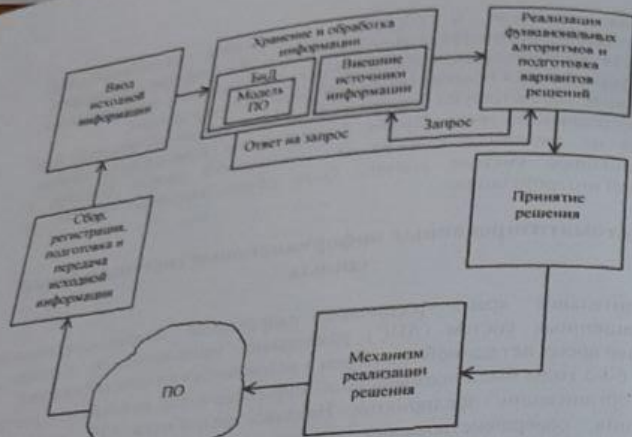 Хранение и обработка
информации
БнД
Модель
ПО
Внешние
источники
информации
Реализация
функциональных
алгоритмов и
подготовка
вариантов
решений
Ввод
исходной
информации
Ответ на запрос
Запрос
Принятие
решения
Сбор,
регистрация,
подготовка и
передача
исходной
информации
Механизм
реализации
решения
ПО